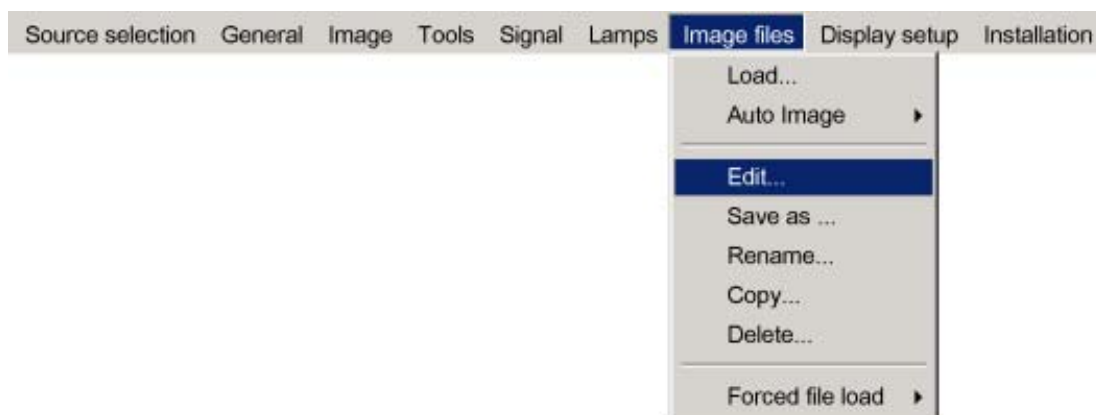 Source selection General Image Tools Signal Lamps Image files Display setup Installation
Load...
Auto Image
Edit...
Save as ...
Rename...
Copy...
Delete...
Forced file load